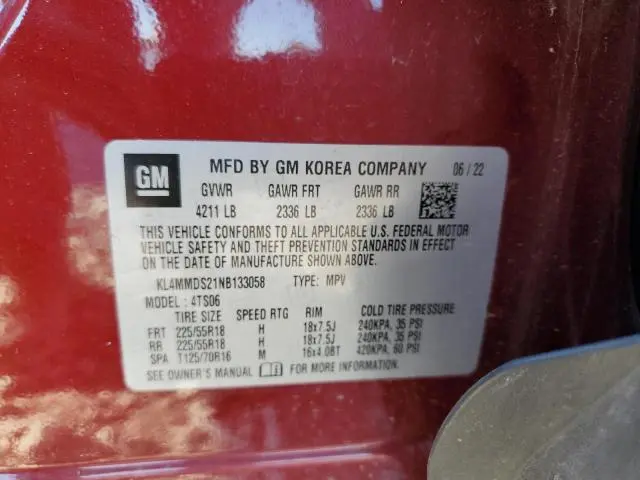 GM
MFD BY GM KOREA COMPANY 06 / 22
GVWR GAWR FRT GAWR RR
4211 LB 2336 LB 2336 LB
THIS VEHICLE CONFORMS TO ALL APPLICABLE U.S. FEDERAL MOTOR
VEHICLE SAFETY AND THEFT PREVENTION STANDARDS IN EFFECT
ON THE DATE OF MANUFACTURE SHOWN ABOVE.
KL4MMDS21NB133058 TYPE: MPV
MODEL : 4TS06
TIRE SIZE SPEED RTG RIM COLD TIRE PRESSURE
FRT 225/55R18 H 18x7.5J 240KPA, 35 PSI
RR 225/55R18 H 18x7.5J 240KPA, 35 PSI
SPA T125/70R16 M 16x4.0BT 420KPA, 60 PSI
SEE OWNER'S MANUAL FOR MORE INFORMATION.